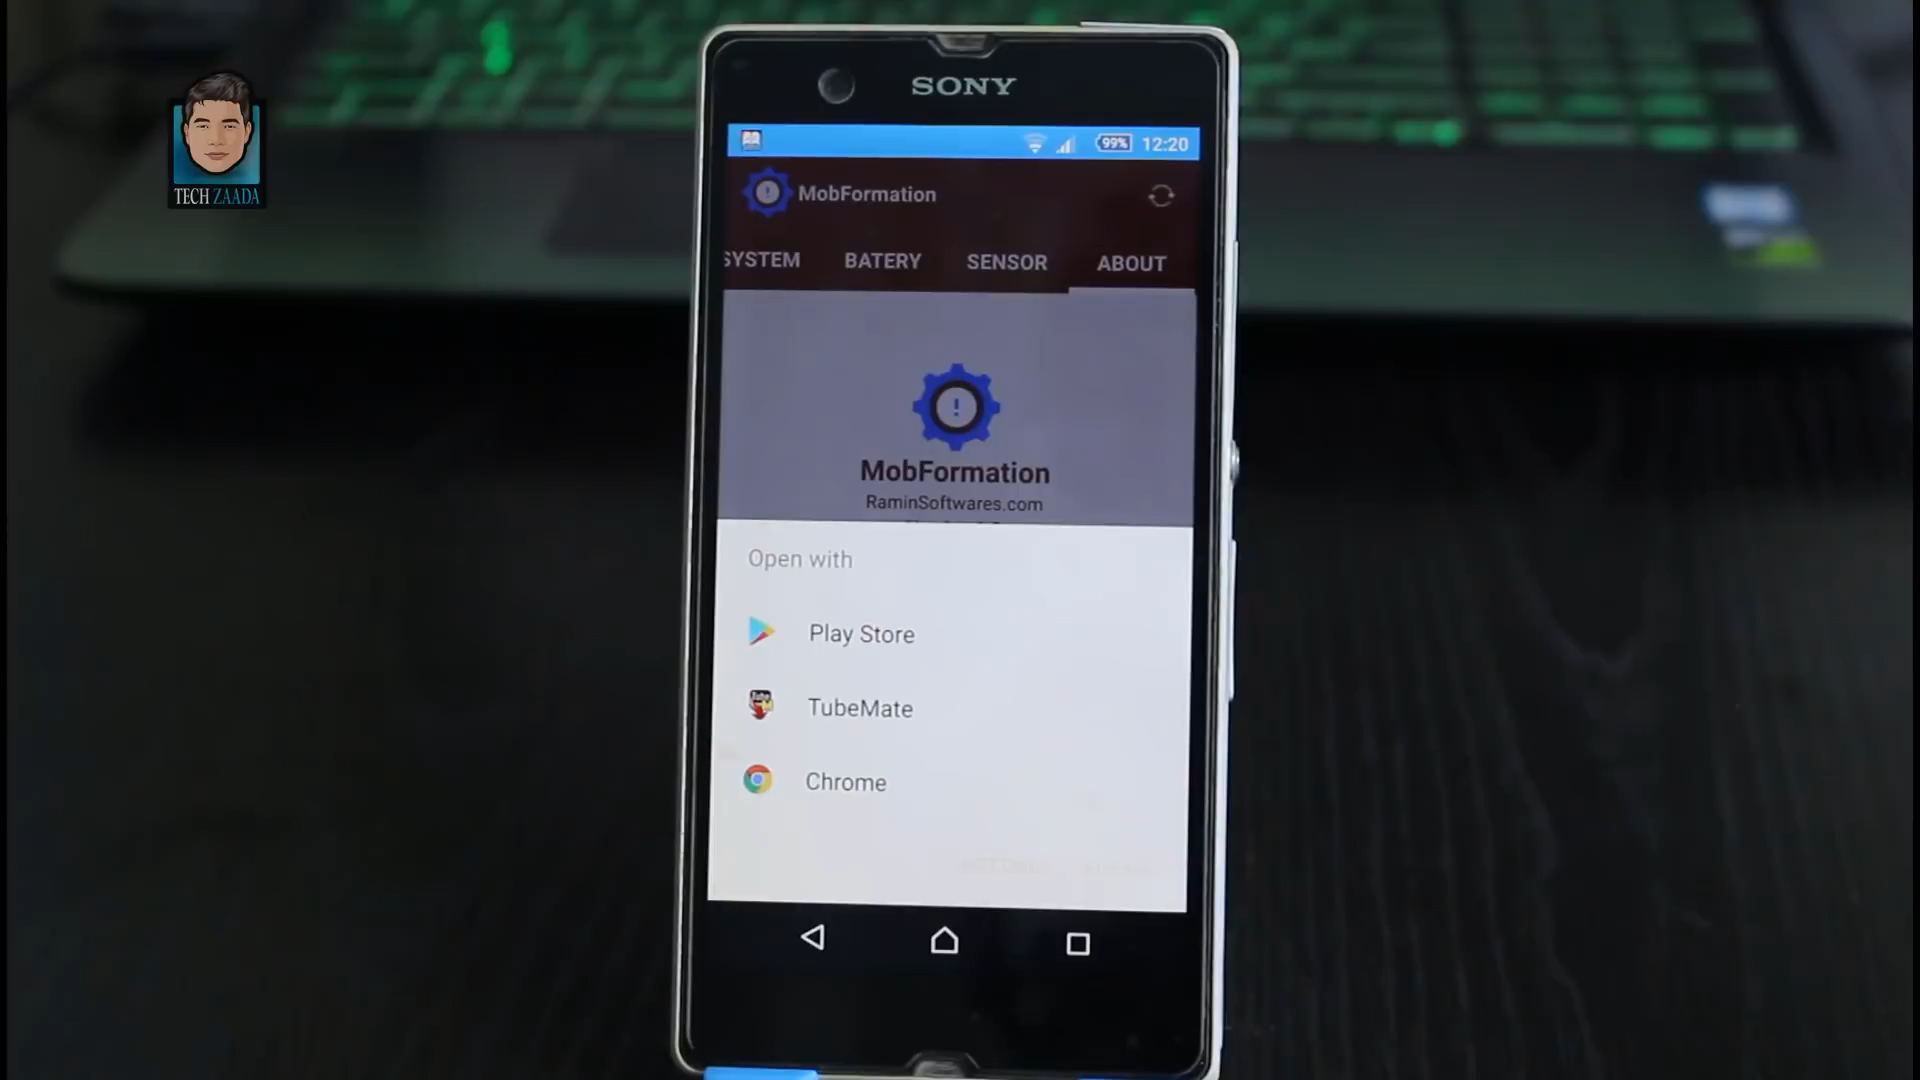 SONY
TECH ZAADA
99% 12:20
MobFormation
SYSTEM BATERY SENSOR ABOUT
!
MobFormation
RaminSoftwares.com
Open with
Play Store
TubeMate
Chrome